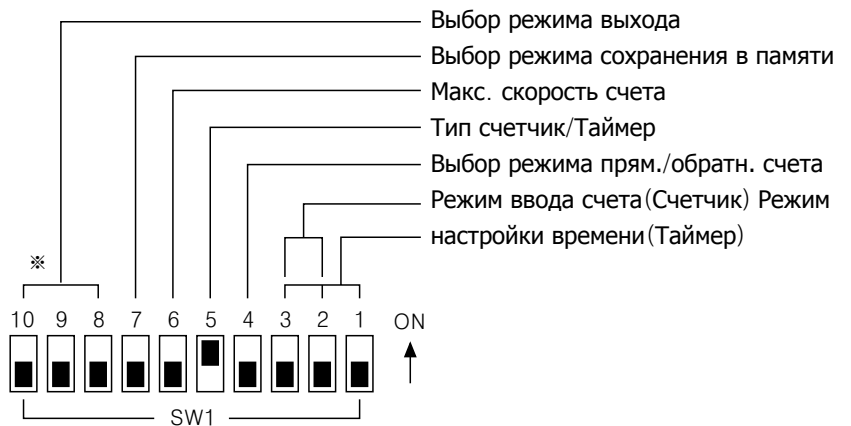 Выбор режима выхода
Выбор режима сохранения в памяти
Макс. скорость счета
Тип счетчик/Таймер
Выбор режима прям./обратн. счета
Режим ввода счета(Счетчик) Режим
настройки времени(Таймер)
※
10 9 8 7 6 5 4 3 2 1 ON
SW1